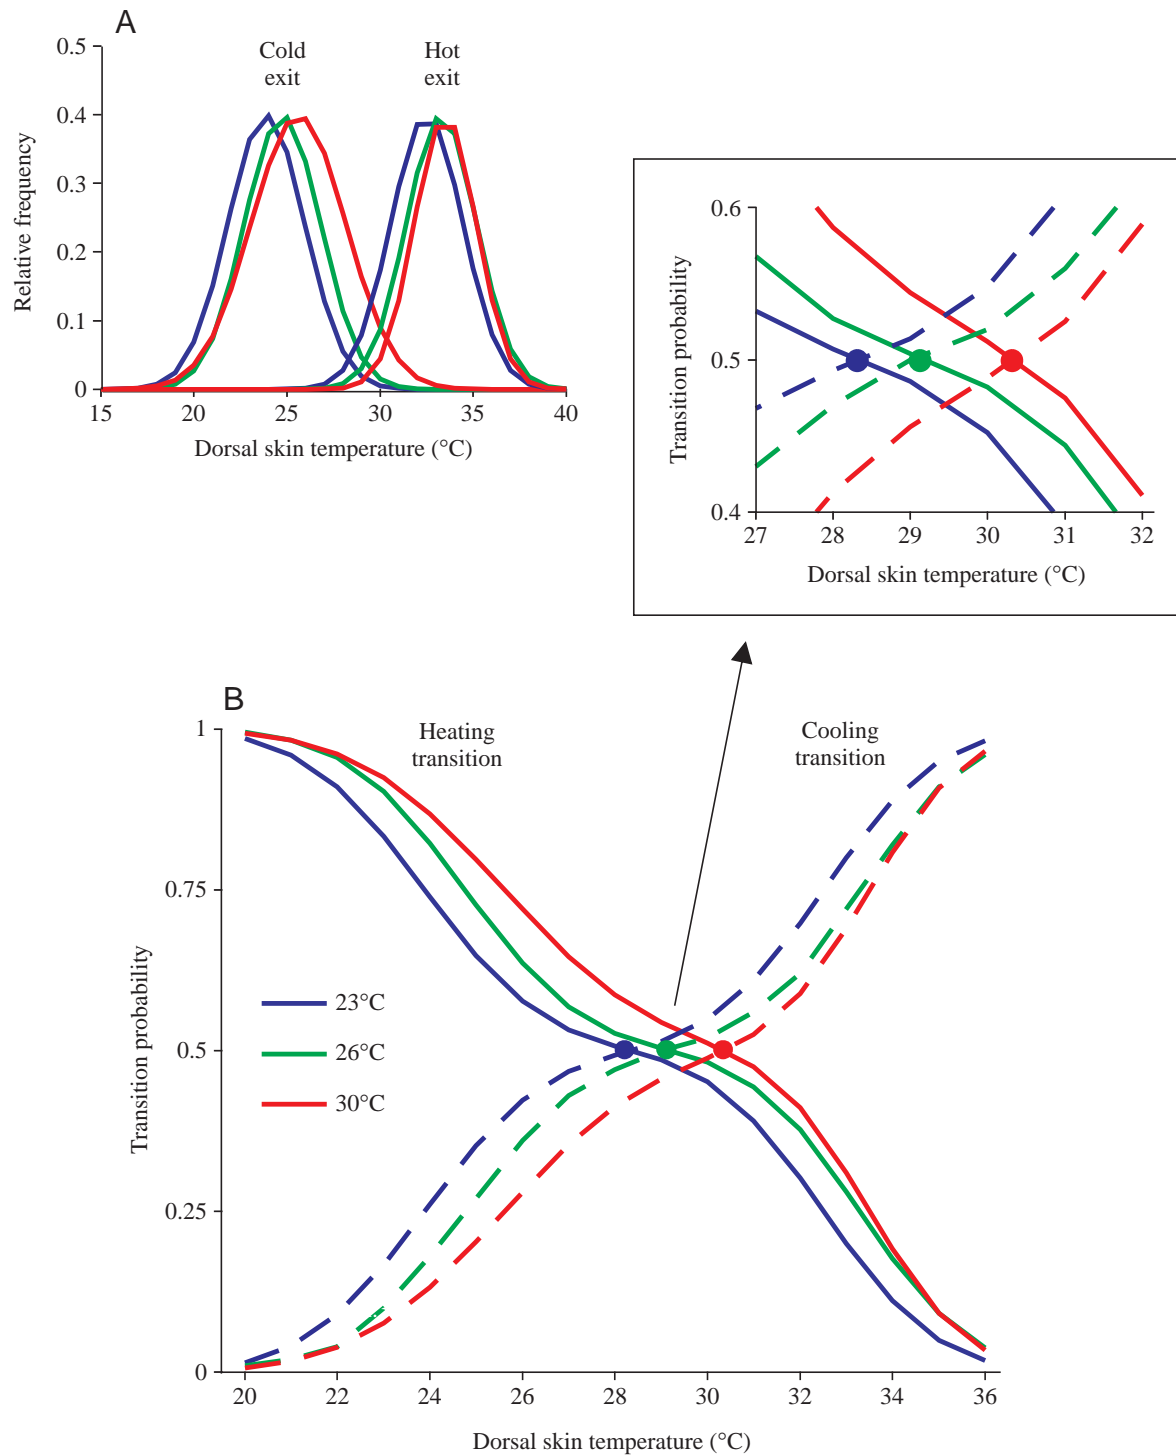 A
Cold
exit
Hot
exit
0.5
0.4
0.3
0.2
0.1
0
Relative frequency
15
20
25
30
35
40
Dorsal skin temperature (°C)
0.6
0.5
0.4
Transition probability
27
28
29
30
31
32
Dorsal skin temperature (°C)
B
Heating
transition
Cooling
transition
1
0.75
0.5
0.25
0
Transition probability
23°C
26°C
30°C
20
22
24
26
28
30
32
34
36
Dorsal skin temperature (°C)